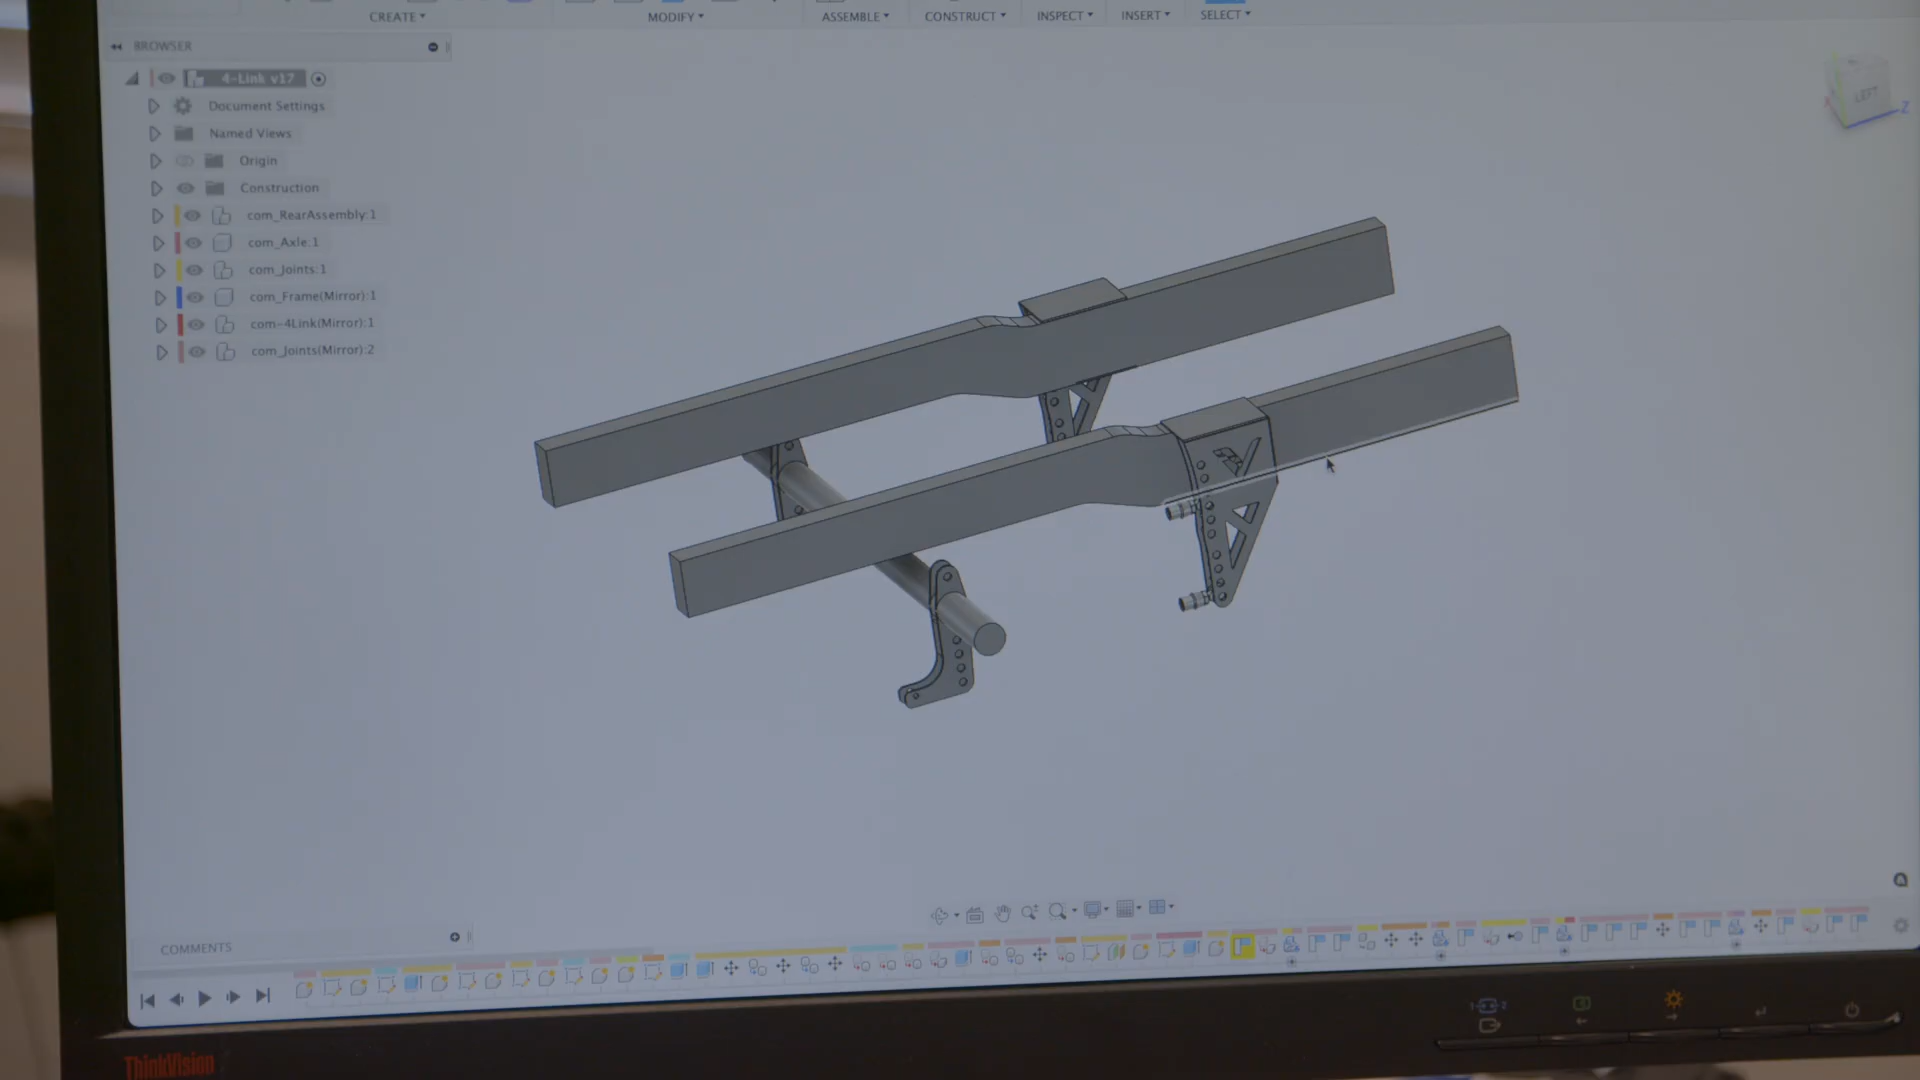 CREATE
MODIFY
ASSEMBLE
CONSTRUCT
INSPECT
INSERT
SELECT
BROWSER
4-Link v17
Document Settings
Named Views
Origin
Construction
com_RearAssembly:1
com_Axle:1
com_Joints:1
com_Frame(Mirror):1
com-4Link(Mirror):1
com_Joints(Mirror):2
LEFT
Z
COMMENTS
ThinkVision